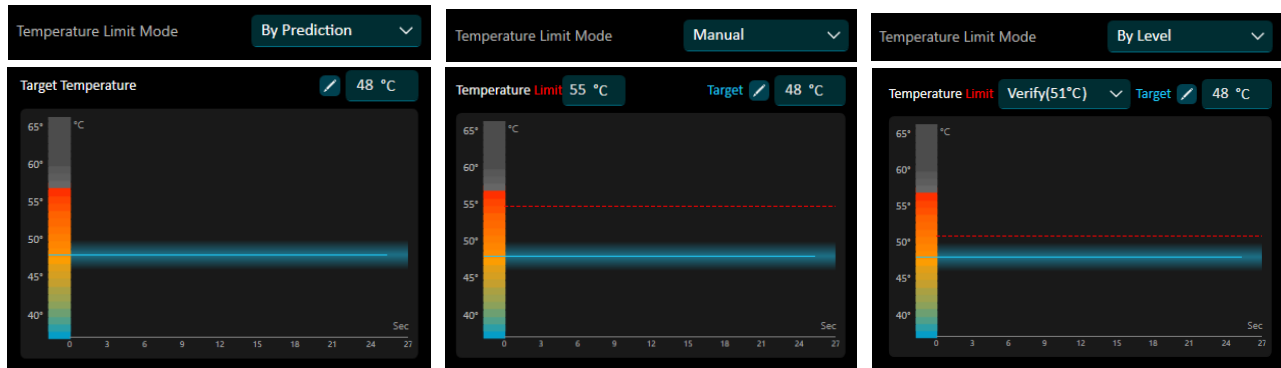 Temperature Limit Mode By Prediction
Target Temperature 48 °C
65° °C
60°
55°
50°
45°
40°
Sec
0 3 6 9 12 15 18 21 24 27
Temperature Limit Mode Manual
Temperature Limit 55 °C Target 48 °C
65° °C
60°
55°
50°
45°
40°
Sec
0 3 6 9 12 15 18 21 24 27
Temperature Limit Mode By Level
Temperature Limit Verify(51°C) Target 48 °C
65° °C
60°
55°
50°
45°
40°
Sec
0 3 6 9 12 15 18 21 24 27